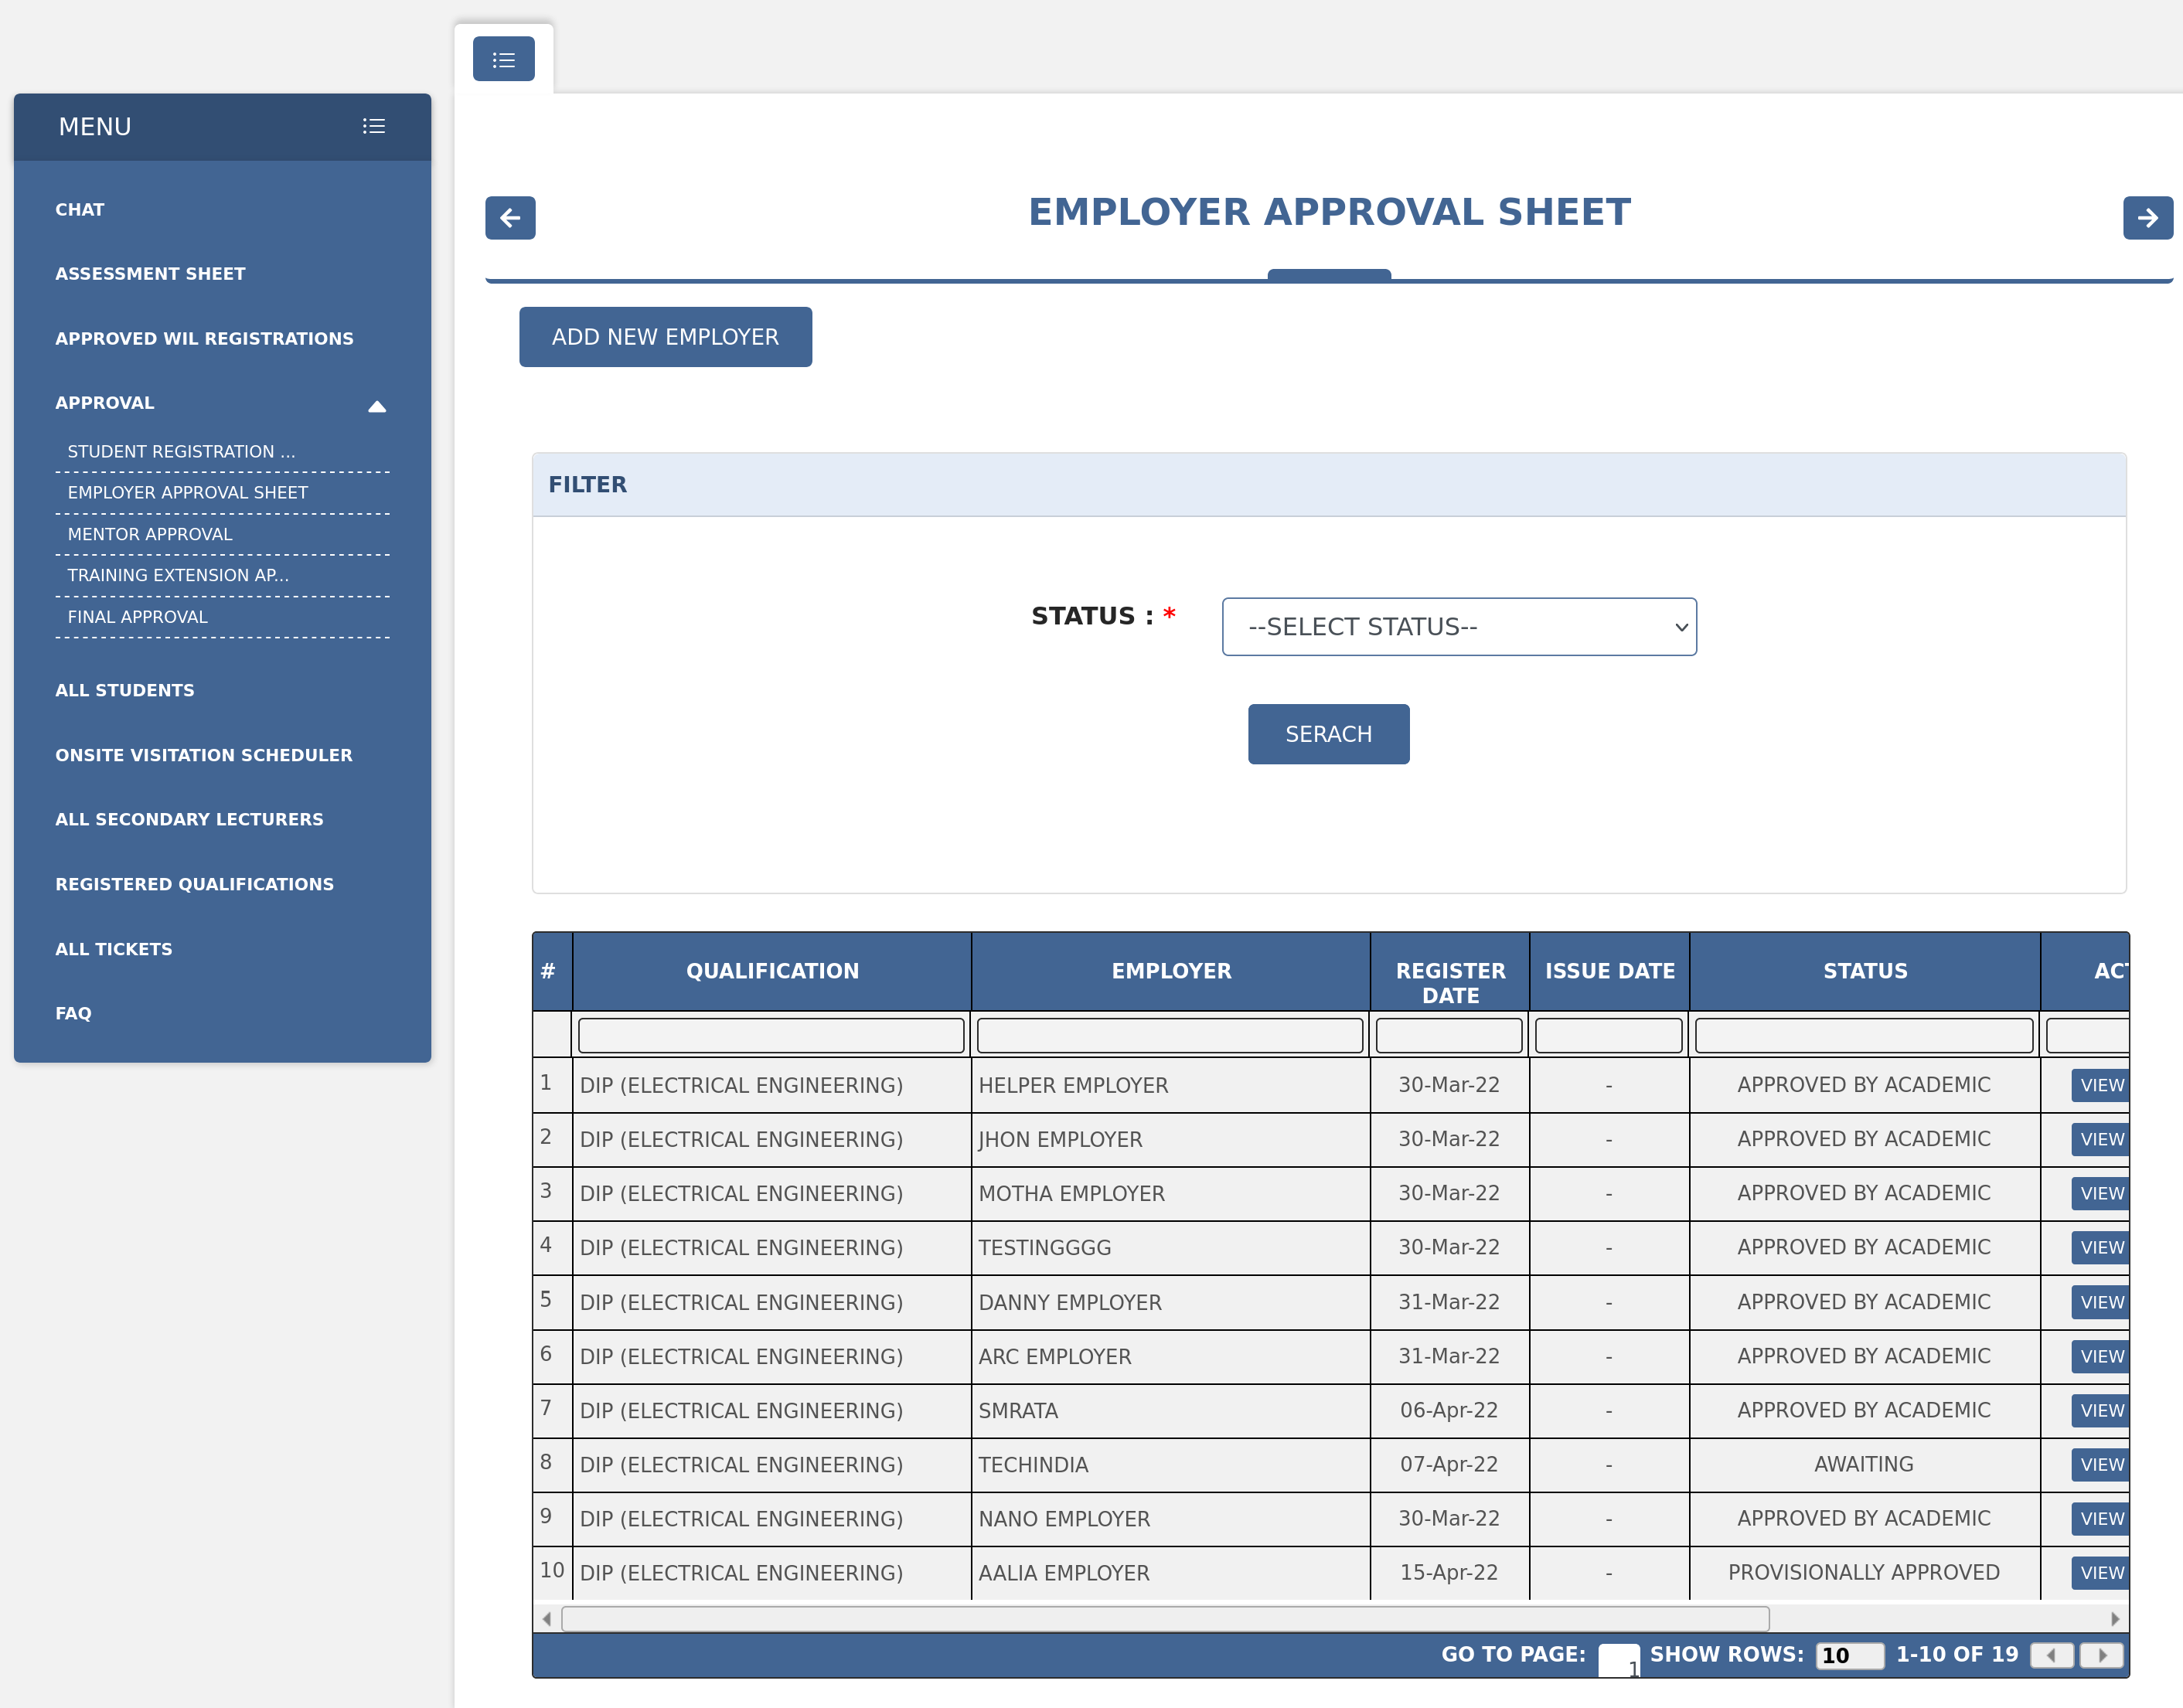 MENU
CHAT
ASSESSMENT SHEET
APPROVED WIL REGISTRATIONS
APPROVAL
STUDENT REGISTRATION ...
EMPLOYER APPROVAL SHEET
MENTOR APPROVAL
TRAINING EXTENSION AP...
FINAL APPROVAL
ALL STUDENTS
ONSITE VISITATION SCHEDULER
ALL SECONDARY LECTURERS
REGISTERED QUALIFICATIONS
ALL TICKETS
FAQ
EMPLOYER APPROVAL SHEET
ADD NEW EMPLOYER
FILTER
STATUS : *
--SELECT STATUS--
SERACH
# QUALIFICATION EMPLOYER REGISTER DATE ISSUE DATE STATUS
1 DIP (ELECTRICAL ENGINEERING) HELPER EMPLOYER 30-Mar-22 - APPROVED BY ACADEMIC VIEW
2 DIP (ELECTRICAL ENGINEERING) JHON EMPLOYER 30-Mar-22 - APPROVED BY ACADEMIC VIEW
3 DIP (ELECTRICAL ENGINEERING) MOTHA EMPLOYER 30-Mar-22 - APPROVED BY ACADEMIC VIEW
4 DIP (ELECTRICAL ENGINEERING) TESTINGGGG 30-Mar-22 - APPROVED BY ACADEMIC VIEW
5 DIP (ELECTRICAL ENGINEERING) DANNY EMPLOYER 31-Mar-22 - APPROVED BY ACADEMIC VIEW
6 DIP (ELECTRICAL ENGINEERING) ARC EMPLOYER 31-Mar-22 - APPROVED BY ACADEMIC VIEW
7 DIP (ELECTRICAL ENGINEERING) SMRATA 06-Apr-22 - APPROVED BY ACADEMIC VIEW
8 DIP (ELECTRICAL ENGINEERING) TECHINDIA 07-Apr-22 - AWAITING VIEW
9 DIP (ELECTRICAL ENGINEERING) NANO EMPLOYER 30-Mar-22 - APPROVED BY ACADEMIC VIEW
10 DIP (ELECTRICAL ENGINEERING) AALIA EMPLOYER 15-Apr-22 - PROVISIONALLY APPROVED VIEW
GO TO PAGE: 1 SHOW ROWS: 10 1-10 OF 19